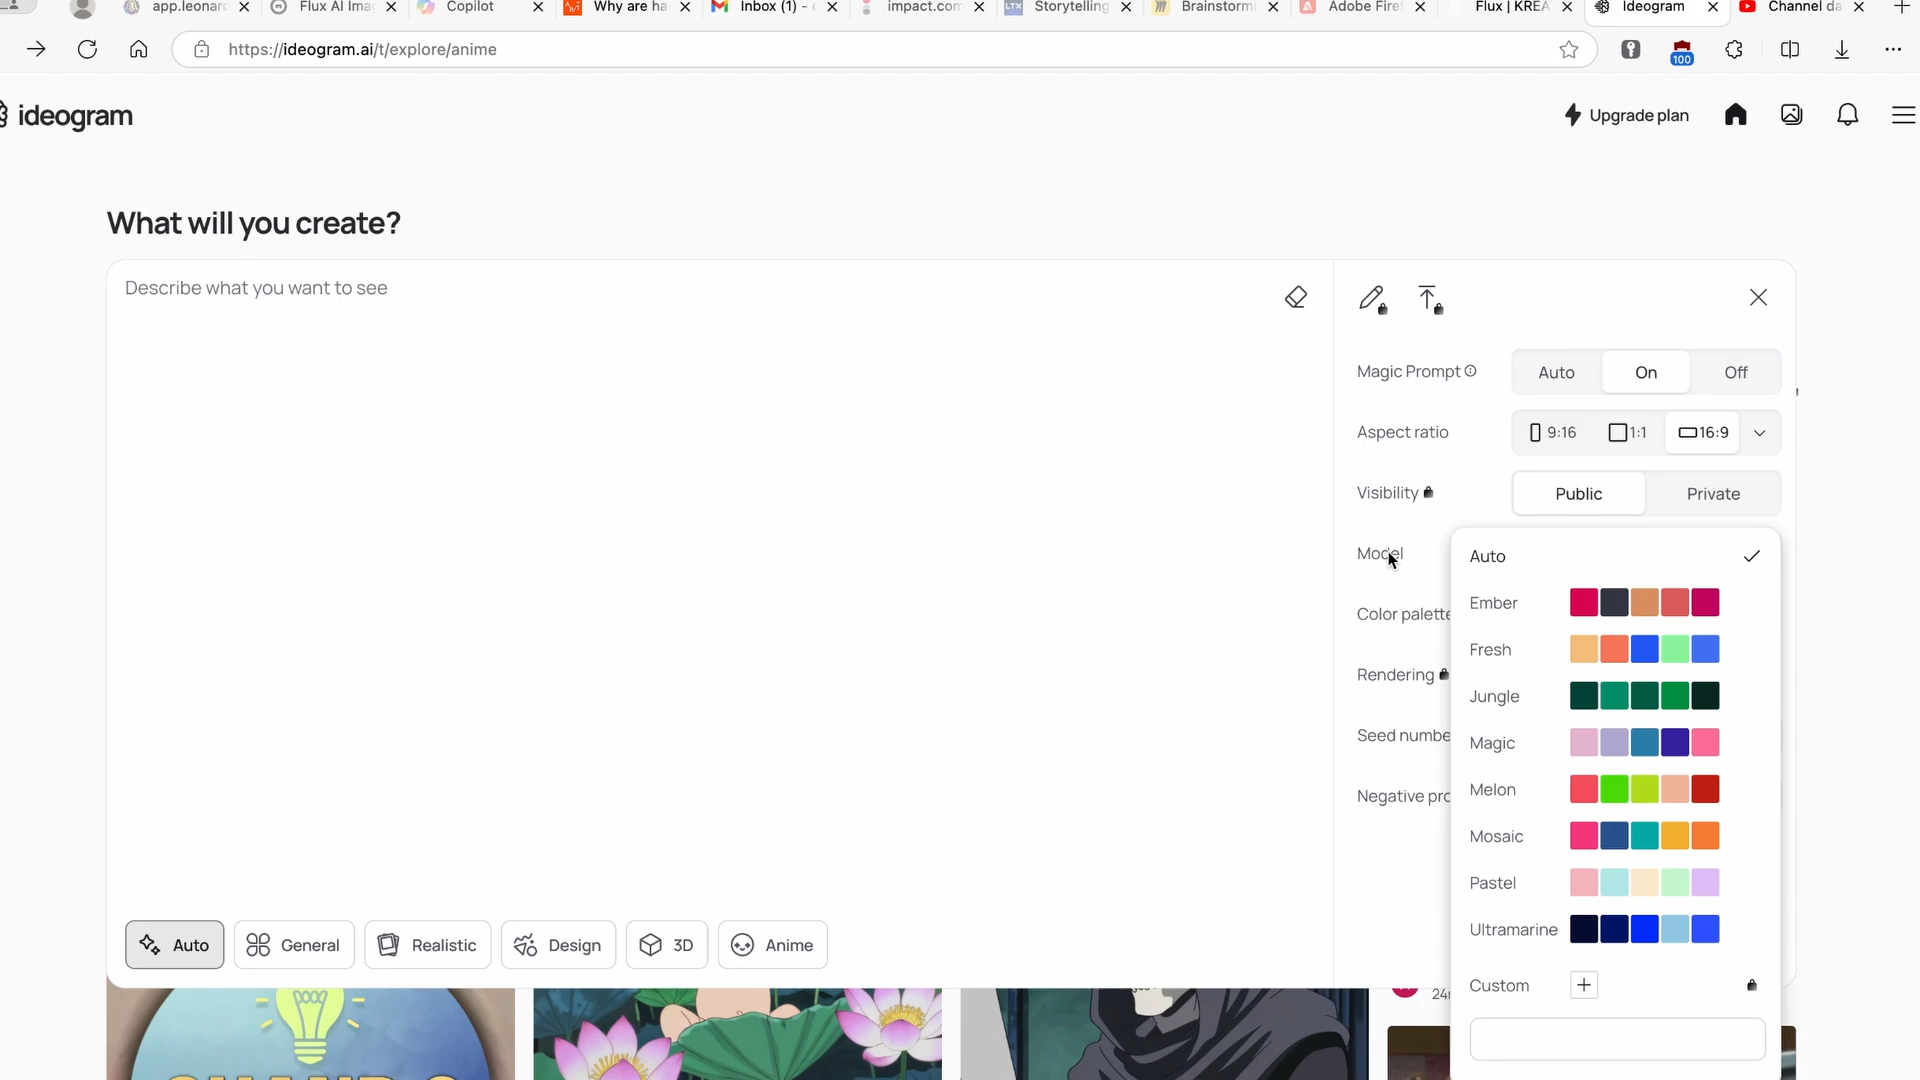 app.leonar
Flux AI Ima
Copilot
Why are ha
Inbox (1) -
impact.com
LTX Storytelling
Brainstormi
Adobe Firef
Flux | KREA
Ideogram
Channel da
https://ideogram.ai/t/explore/anime
100
ideogram
Upgrade plan
What will you create?
Describe what you want to see
Magic Prompt
Auto
On
Off
Aspect ratio
9:16
1:1
16:9
Visibility
Public
Private
Model
Color palette
Rendering
Seed numbe
Negative pro
Auto
Ember
Fresh
Jungle
Magic
Melon
Mosaic
Pastel
Ultramarine
Custom
Auto
General
Realistic
Design
3D
Anime